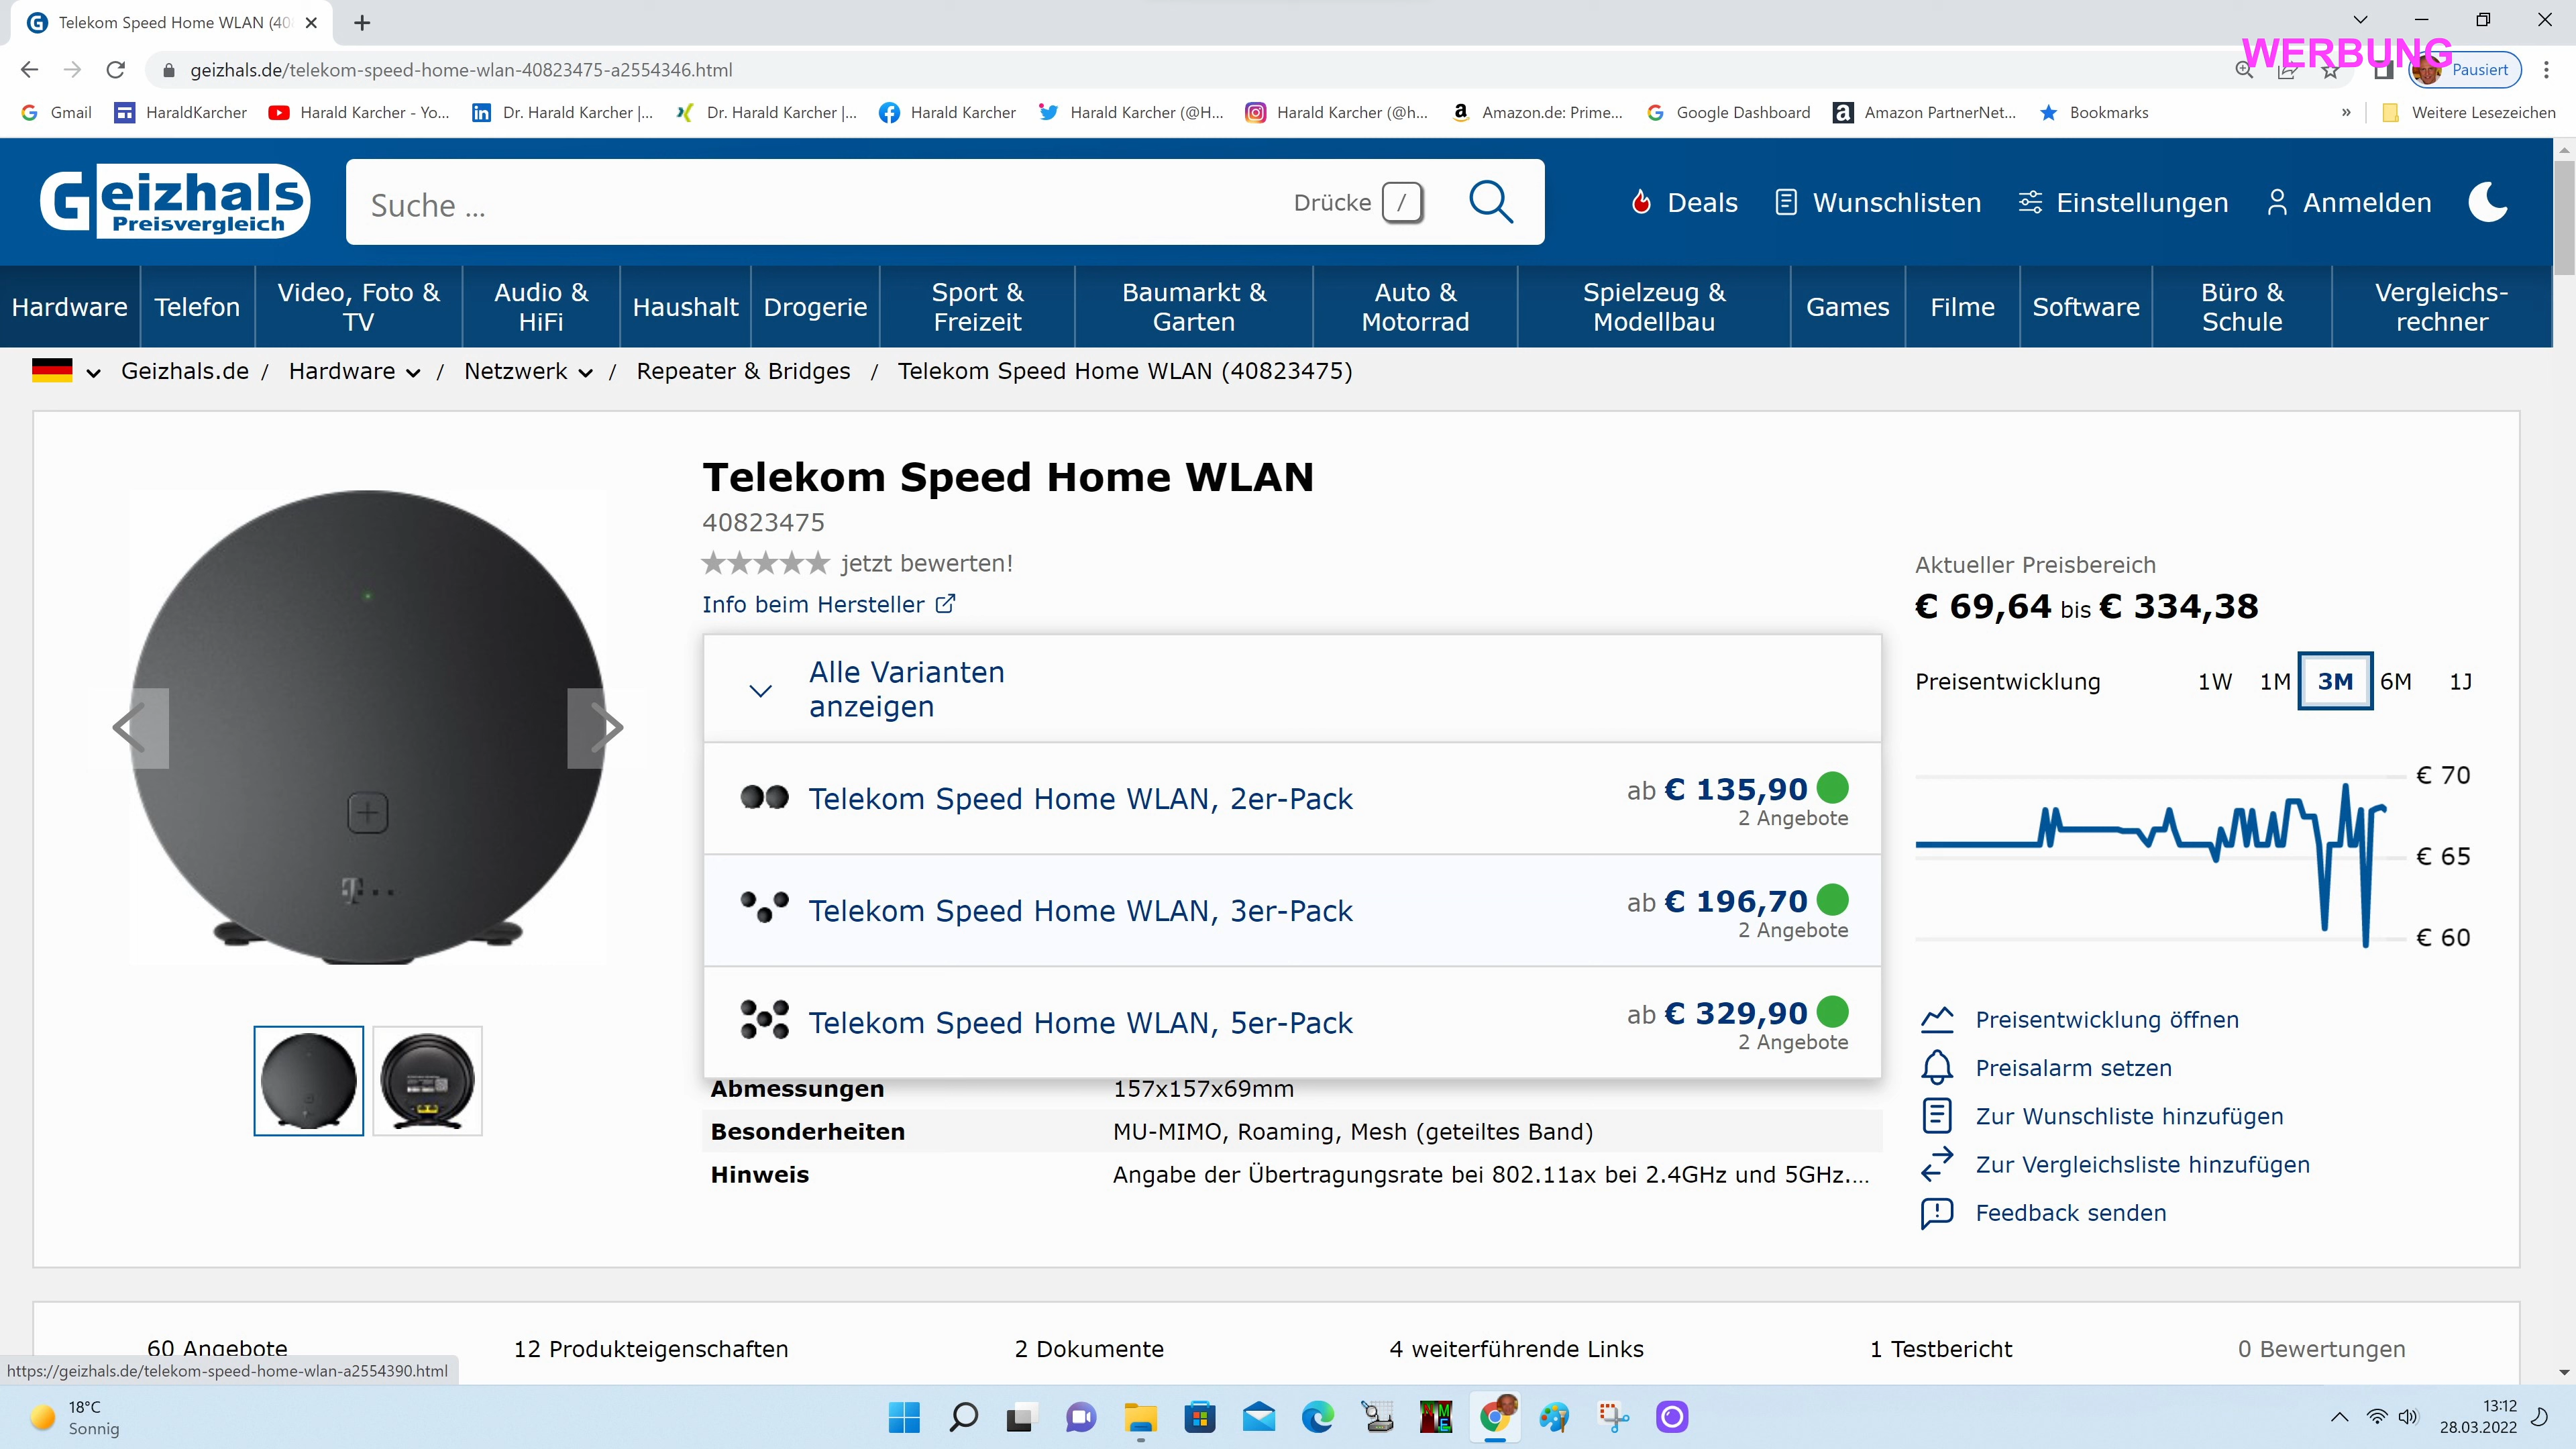 Telekom Speed Home WLAN (40
WERBUNG
geizhals.de/telekom-speed-home-wlan-40823475-a2554346.html
Pausiert
Gmail
HaraldKarcher
Harald Karcher - Yo...
Dr. Harald Karcher |...
Dr. Harald Karcher |...
Harald Karcher
Harald Karcher (@H...
Harald Karcher (@h...
Amazon.de: Prime...
Google Dashboard
Amazon PartnerNet...
Bookmarks
»
Weitere Lesezeichen
Geizhals
Preisvergleich
Suche ...
Drücke /
Deals
Wunschlisten
Einstellungen
Anmelden
Hardware
Telefon
Video, Foto &
TV
Audio &
HiFi
Haushalt
Drogerie
Sport &
Freizeit
Baumarkt &
Garten
Auto &
Motorrad
Spielzeug &
Modellbau
Games
Filme
Software
Büro &
Schule
Vergleichs-
rechner
Geizhals.de / Hardware / Netzwerk / Repeater & Bridges / Telekom Speed Home WLAN (40823475)
Telekom Speed Home WLAN
40823475
jetzt bewerten!
Info beim Hersteller
Alle Varianten
anzeigen
Telekom Speed Home WLAN, 2er-Pack
ab € 135,90
2 Angebote
Telekom Speed Home WLAN, 3er-Pack
ab € 196,70
2 Angebote
Telekom Speed Home WLAN, 5er-Pack
ab € 329,90
2 Angebote
Abmessungen 157x157x69mm
Besonderheiten MU-MIMO, Roaming, Mesh (geteiltes Band)
Hinweis Angabe der Übertragungsrate bei 802.11ax bei 2.4GHz und 5GHz....
Aktueller Preisbereich
€ 69,64 bis € 334,38
Preisentwicklung 1W 1M 3M 6M 1J
€ 70
€ 65
€ 60
Preisentwicklung öffnen
Preisalarm setzen
Zur Wunschliste hinzufügen
Zur Vergleichsliste hinzufügen
Feedback senden
60 Angebote
12 Produkteigenschaften
2 Dokumente
4 weiterführende Links
1 Testbericht
0 Bewertungen
https://geizhals.de/telekom-speed-home-wlan-a2554390.html
18°C
Sonnig
13:12
28.03.2022